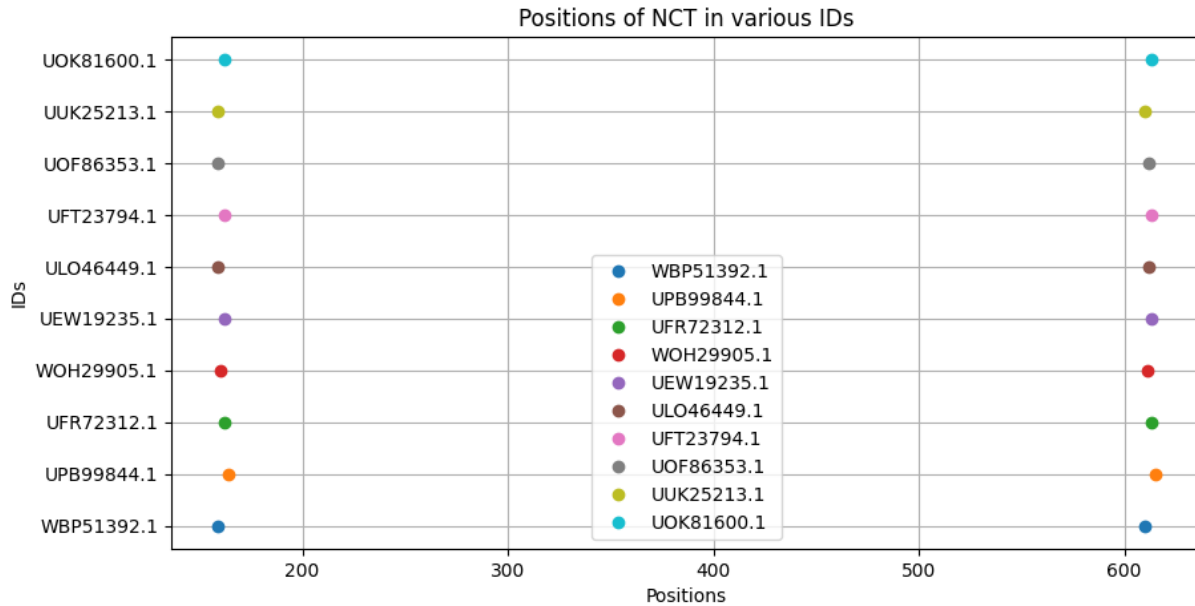 Positions of NCT in various IDs
IDs
UOK81600.1
UUK25213.1
UOF86353.1
UFT23794.1
ULO46449.1
UEW19235.1
WOH29905.1
UFR72312.1
UPB99844.1
WBP51392.1
WBP51392.1
UPB99844.1
UFR72312.1
WOH29905.1
UEW19235.1
ULO46449.1
UFT23794.1
UOF86353.1
UUK25213.1
UOK81600.1
200 300 400 500 600
Positions